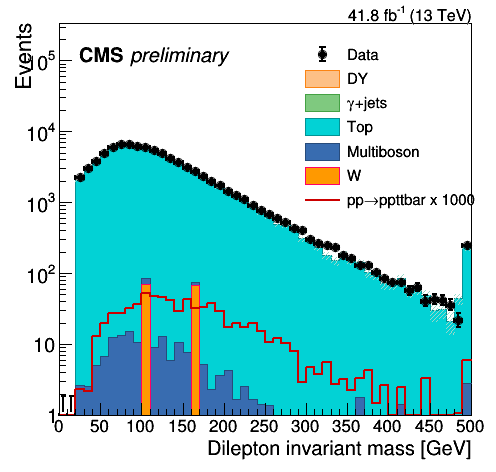 41.8 fb⁻¹ (13 TeV)
Events
CMS preliminary
Data
DY
γ+jets
Top
Multiboson
W
pp→ppttbar x 1000
10⁵
10⁴
10³
10²
10
1
0 50 100 150 200 250 300 350 400 450 500
Dilepton invariant mass [GeV]